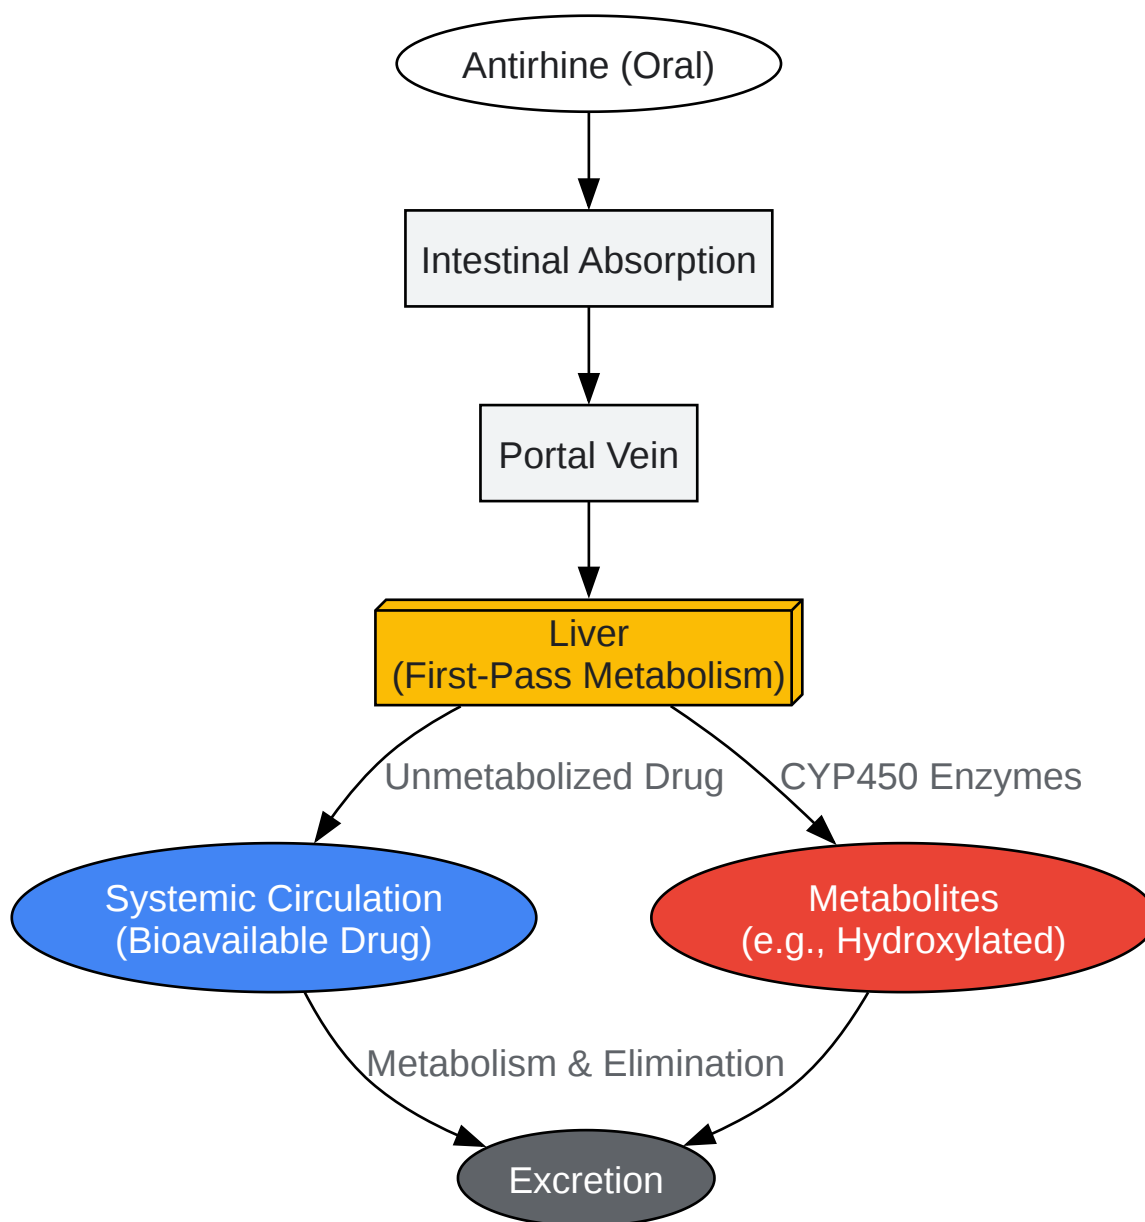 Antirhine (Oral)
Intestinal Absorption
Portal Vein
Liver
(First-Pass Metabolism)
Unmetabolized Drug
CYP450 Enzymes
Systemic Circulation
(Bioavailable Drug)
Metabolites
(e.g., Hydroxylated)
Metabolism & Elimination
Excretion